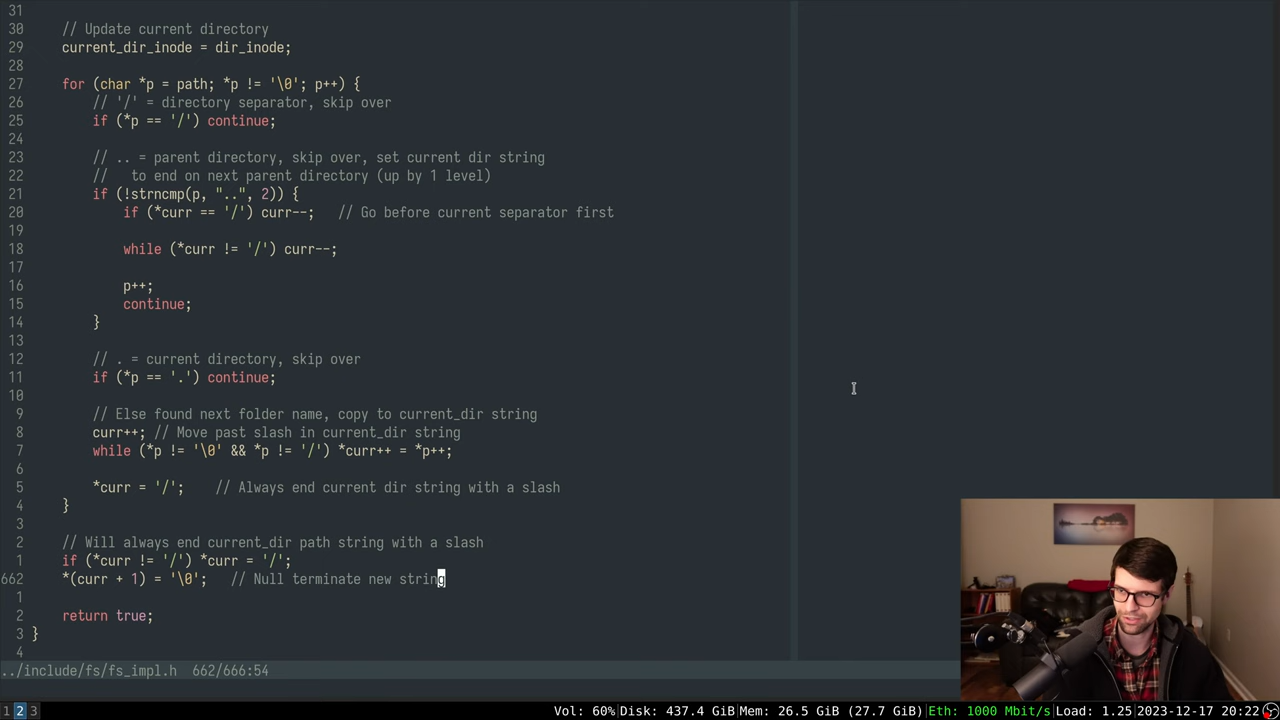 31
30 // Update current directory
29 current_dir_inode = dir_inode;
28
27 for (char *p = path; *p != '\0'; p++) {
26 // '/' = directory separator, skip over
25 if (*p == '/') continue;
24
23 // .. = parent directory, skip over, set current dir string
22 //   to end on next parent directory (up by 1 level)
21 if (!strncmp(p, "..", 2)) {
20 if (*curr == '/') curr--;   // Go before current separator first
19
18 while (*curr != '/') curr--;
17
16 p++;
15 continue;
14 }
13
12 // . = current directory, skip over
11 if (*p == '.') continue;
10
9 // Else found next folder name, copy to current_dir string
8 curr++; // Move past slash in current_dir string
7 while (*p != '\0' && *p != '/') *curr++ = *p++;
6
5 *curr = '/';    // Always end current dir string with a slash
4 }
3
2 // Will always end current_dir path string with a slash
1 if (*curr != '/') *curr = '/';
662 *(curr + 1) = '\0';   // Null terminate new string
1
2 return true;
3 }
4
../include/fs/fs_impl.h  662/666:54
1 2 3 Vol: 60%|Disk: 437.4 GiB|Mem: 26.5 GiB (27.7 GiB)|Eth: 1000 Mbit/s|Load: 1.25|2023-12-17 20:22